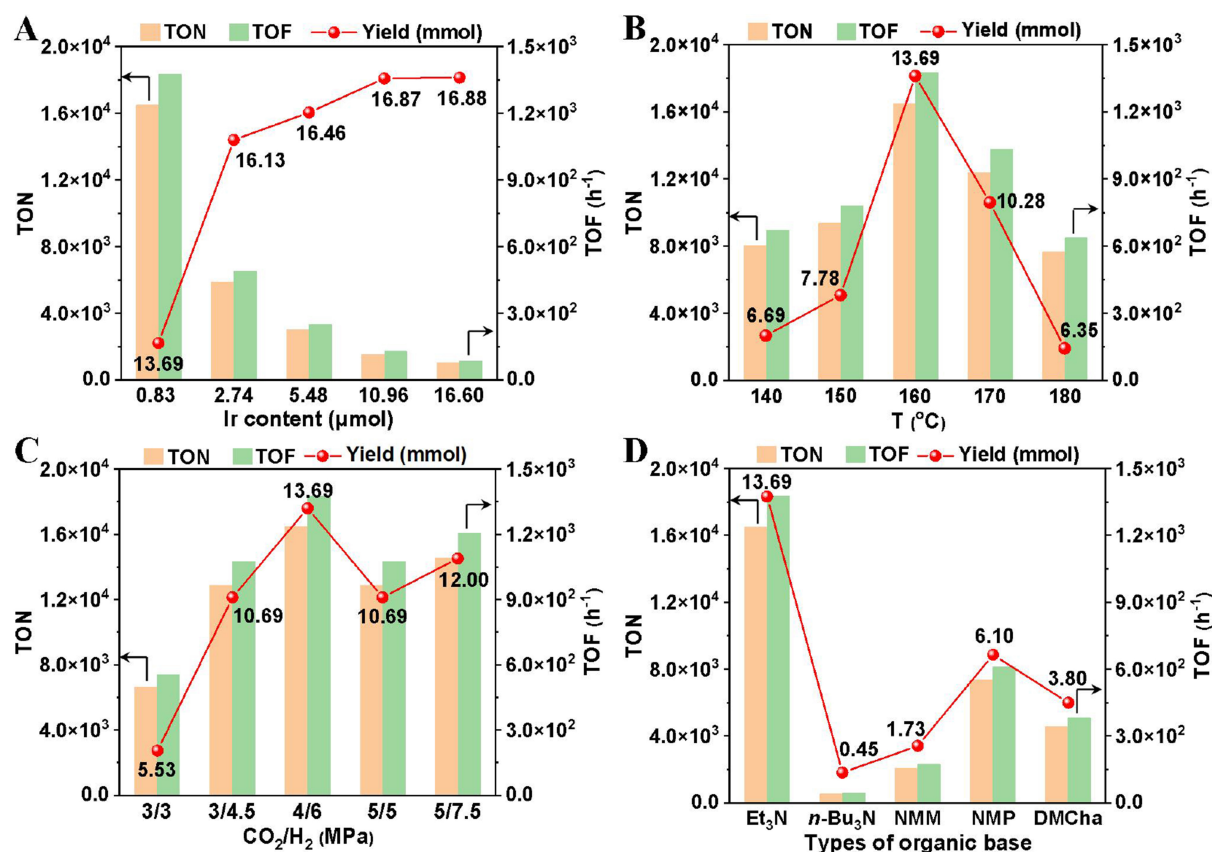 A
TON TOF Yield (mmol)
2.0×10⁴
1.6×10⁴
1.2×10⁴
8.0×10³
4.0×10³
0.0
TON
1.5×10³
1.2×10³
9.0×10²
6.0×10²
3.0×10²
0.0
TOF (h⁻¹)
13.69
16.13
16.46
16.87
16.88
0.83 2.74 5.48 10.96 16.60
Ir content (μmol)
B
TON TOF Yield (mmol)
2.0×10⁴
1.6×10⁴
1.2×10⁴
8.0×10³
4.0×10³
0.0
TON
1.5×10³
1.2×10³
9.0×10²
6.0×10²
3.0×10²
0.0
TOF (h⁻¹)
6.69
7.78
13.69
10.28
6.35
140 150 160 170 180
T (°C)
C
TON TOF Yield (mmol)
2.0×10⁴
1.6×10⁴
1.2×10⁴
8.0×10³
4.0×10³
0.0
TON
1.5×10³
1.2×10³
9.0×10²
6.0×10²
3.0×10²
0.0
TOF (h⁻¹)
5.53
10.69
13.69
10.69
12.00
3/3 3/4.5 4/6 5/5 5/7.5
CO₂/H₂ (MPa)
D
TON TOF Yield (mmol)
2.0×10⁴
1.6×10⁴
1.2×10⁴
8.0×10³
4.0×10³
0.0
TON
1.5×10³
1.2×10³
9.0×10²
6.0×10²
3.0×10²
0.0
TOF (h⁻¹)
13.69
0.45
1.73
6.10
3.80
Et₃N n-Bu₃N NMM NMP DMCha
Types of organic base